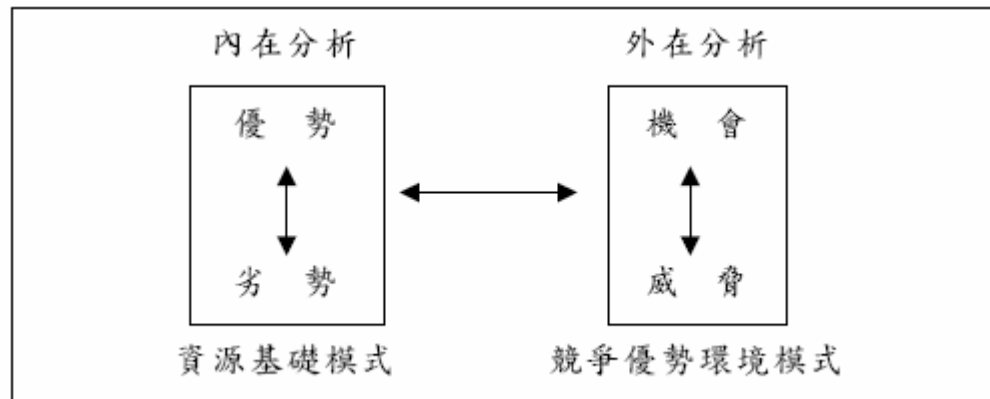 內在分析
外在分析
優 勢
機 會
劣 勢
威 脅
資源基礎模式
競爭優勢環境模式